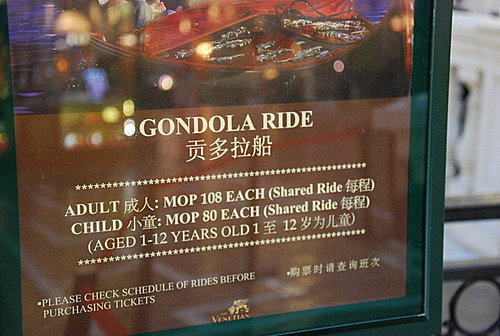 GONDOLA RIDE
贡多拉船
****************************************
ADULT 成人: MOP 108 EACH (Shared Ride 每程)
CHILD 小童: MOP 80 EACH (Shared Ride 每程)
(AGED 1-12 YEARS OLD 1 至 12 岁为儿童)
****************************************
▪PLEASE CHECK SCHEDULE OF RIDES BEFORE
PURCHASING TICKETS
▪购票时请查询班次
THE
VENETIAN